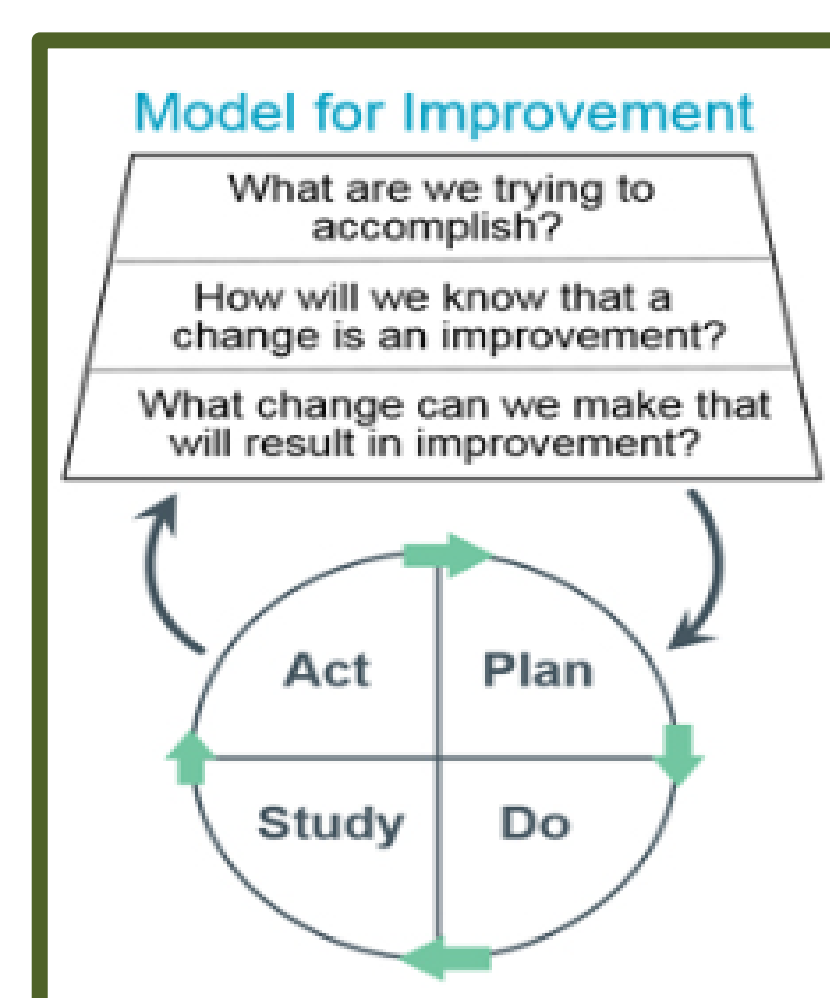 Model for Improvement
What are we trying to
accomplish?
How will we know that a
change is an improvement?
What change can we make that
will result in improvement?
Act
Plan
Study
Do